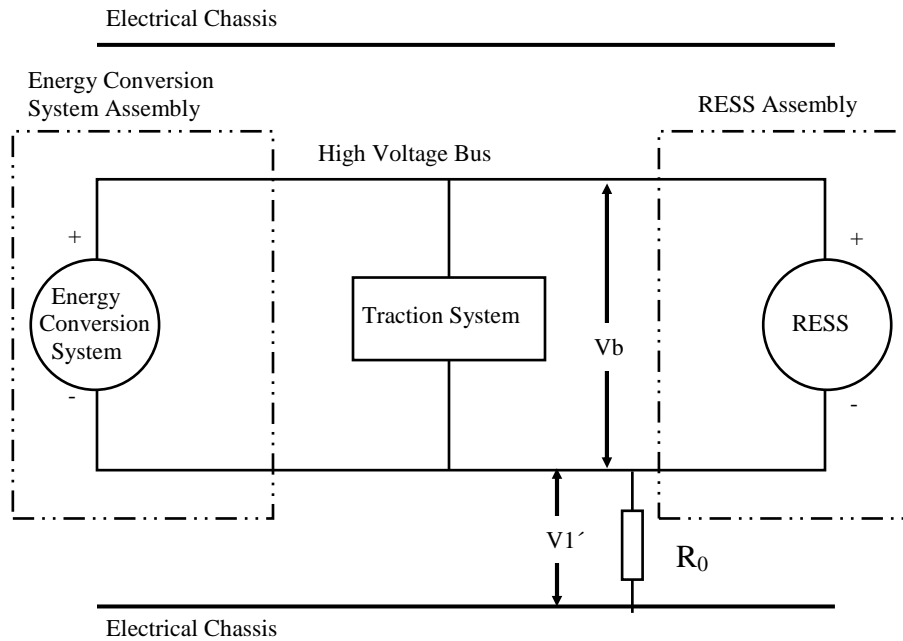 Electrical Chassis
Energy Conversion
System Assembly
RESS Assembly
High Voltage Bus
+
+
Energy
Conversion
System
Traction System
Vb
RESS
-
-
V1´
R₀
Electrical Chassis